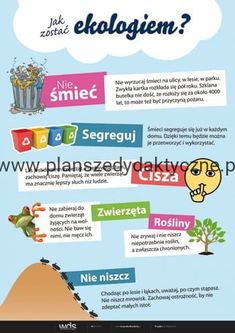 Jak
zostać
ekologiem?
Nie
śmieć
Nie wyrzucaj śmieci na ulicy, w lesie, w parku.
Zwykła kartka rozkłada się pół roku. Szklana
butelka nie dość, że rozłoży się za około 4000
lat, to może też być przyczyną pożaru.
Segreguj
Śmieci segreguje się już w każdym
domu. Dzięki temu będzie można
je przetworzyć i wykorzystać.
www.planszedydaktyczne.pl
zachowaj ciszę. Pamiętaj, że wiele zwierząt
ma znacznie lepszy słuch niż ludzie.
Cisza
Nie zabieraj do
domu zwierząt
żyjących na wol-
ności. Nie baw się
nimi, nie męcz ich.
Zwierzęta
Rośliny
Nie zrywaj i nie niszcz
niepotrzebnie roślin,
a zwłaszcza chronionych.
Nie niszcz
Chodząc po lesie i łąkach, uważaj, po czym stąpasz.
Nie niszcz mrowisk. Zachowaj ostrożność, by nie
zdeptać małych istot.